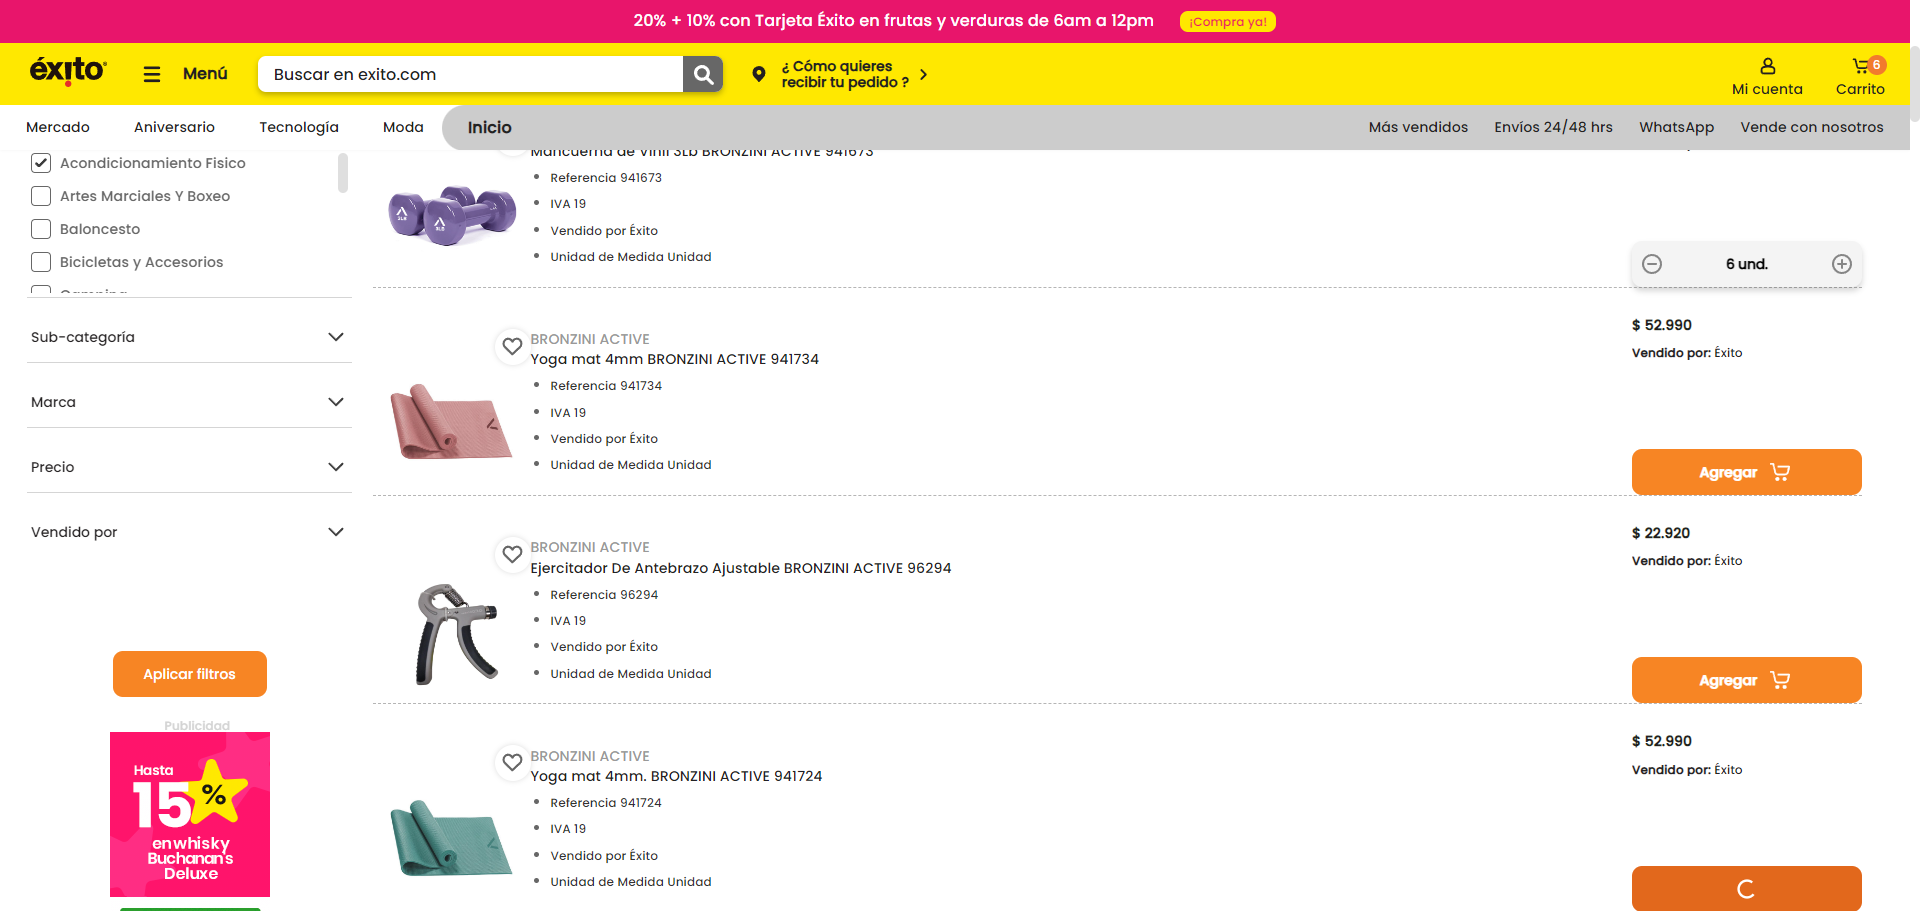 20% + 10% con Tarjeta Éxito en frutas y verduras de 6am a 12pm
¡Compra ya!
éxito
Menú
Buscar en exito.com
¿ Cómo quieres
recibir tu pedido ?
Mi cuenta
6
Carrito
Mercado
Aniversario
Tecnología
Moda
Inicio
Más vendidos
Envíos 24/48 hrs
WhatsApp
Vende con nosotros
Acondicionamiento Fisico
Artes Marciales Y Boxeo
Baloncesto
Bicicletas y Accesorios
Sub-categoría
Marca
Precio
Vendido por
Aplicar filtros
Publicidad
Hasta
15%
en whisky
Buchanan's
Deluxe
Mancuerna de Vinil 3Lb BRONZINI ACTIVE 941673
Referencia 941673
IVA 19
Vendido por Éxito
Unidad de Medida Unidad
3LB
3LB
6 und.
BRONZINI ACTIVE
Yoga mat 4mm BRONZINI ACTIVE 941734
Referencia 941734
IVA 19
Vendido por Éxito
Unidad de Medida Unidad
$ 52.990
Vendido por: Éxito
Agregar
BRONZINI ACTIVE
Ejercitador De Antebrazo Ajustable BRONZINI ACTIVE 96294
Referencia 96294
IVA 19
Vendido por Éxito
Unidad de Medida Unidad
$ 22.920
Vendido por: Éxito
Agregar
BRONZINI ACTIVE
Yoga mat 4mm. BRONZINI ACTIVE 941724
Referencia 941724
IVA 19
Vendido por Éxito
Unidad de Medida Unidad
$ 52.990
Vendido por: Éxito